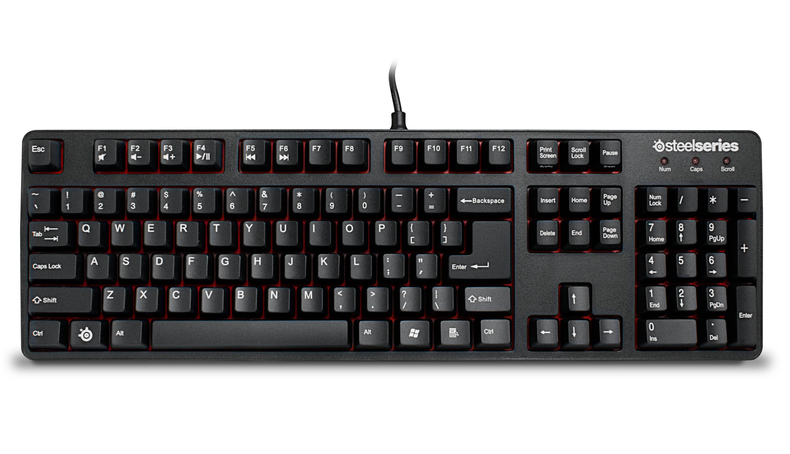 Esc F1 F2 F3 F4 F5 F6 F7 F8 F9 F10 F11 F12 Print Screen Scroll Lock Pause steelseries
Num Caps Scroll
~ ` ! 1 @ 2 # 3 $ 4 % 5 ^ 6 & 7 * 8 ( 9 ) 0 - + = ←Backspace Insert Home Page Up Num Lock / * -
Tab Q W E R T Y U I O P { [ } ] Delete End Page Down 7 Home 8 ↑ 9 PgUp +
Caps Lock A S D F G H J K L : ; " ' Enter 4 ← 5 6 →
Shift Z X C V B N M < , > . ? / | \ Shift ↑ 1 End 2 ↓ 3 PgDn Enter
Ctrl Alt Alt Ctrl ← ↓ → 0 Ins . Del